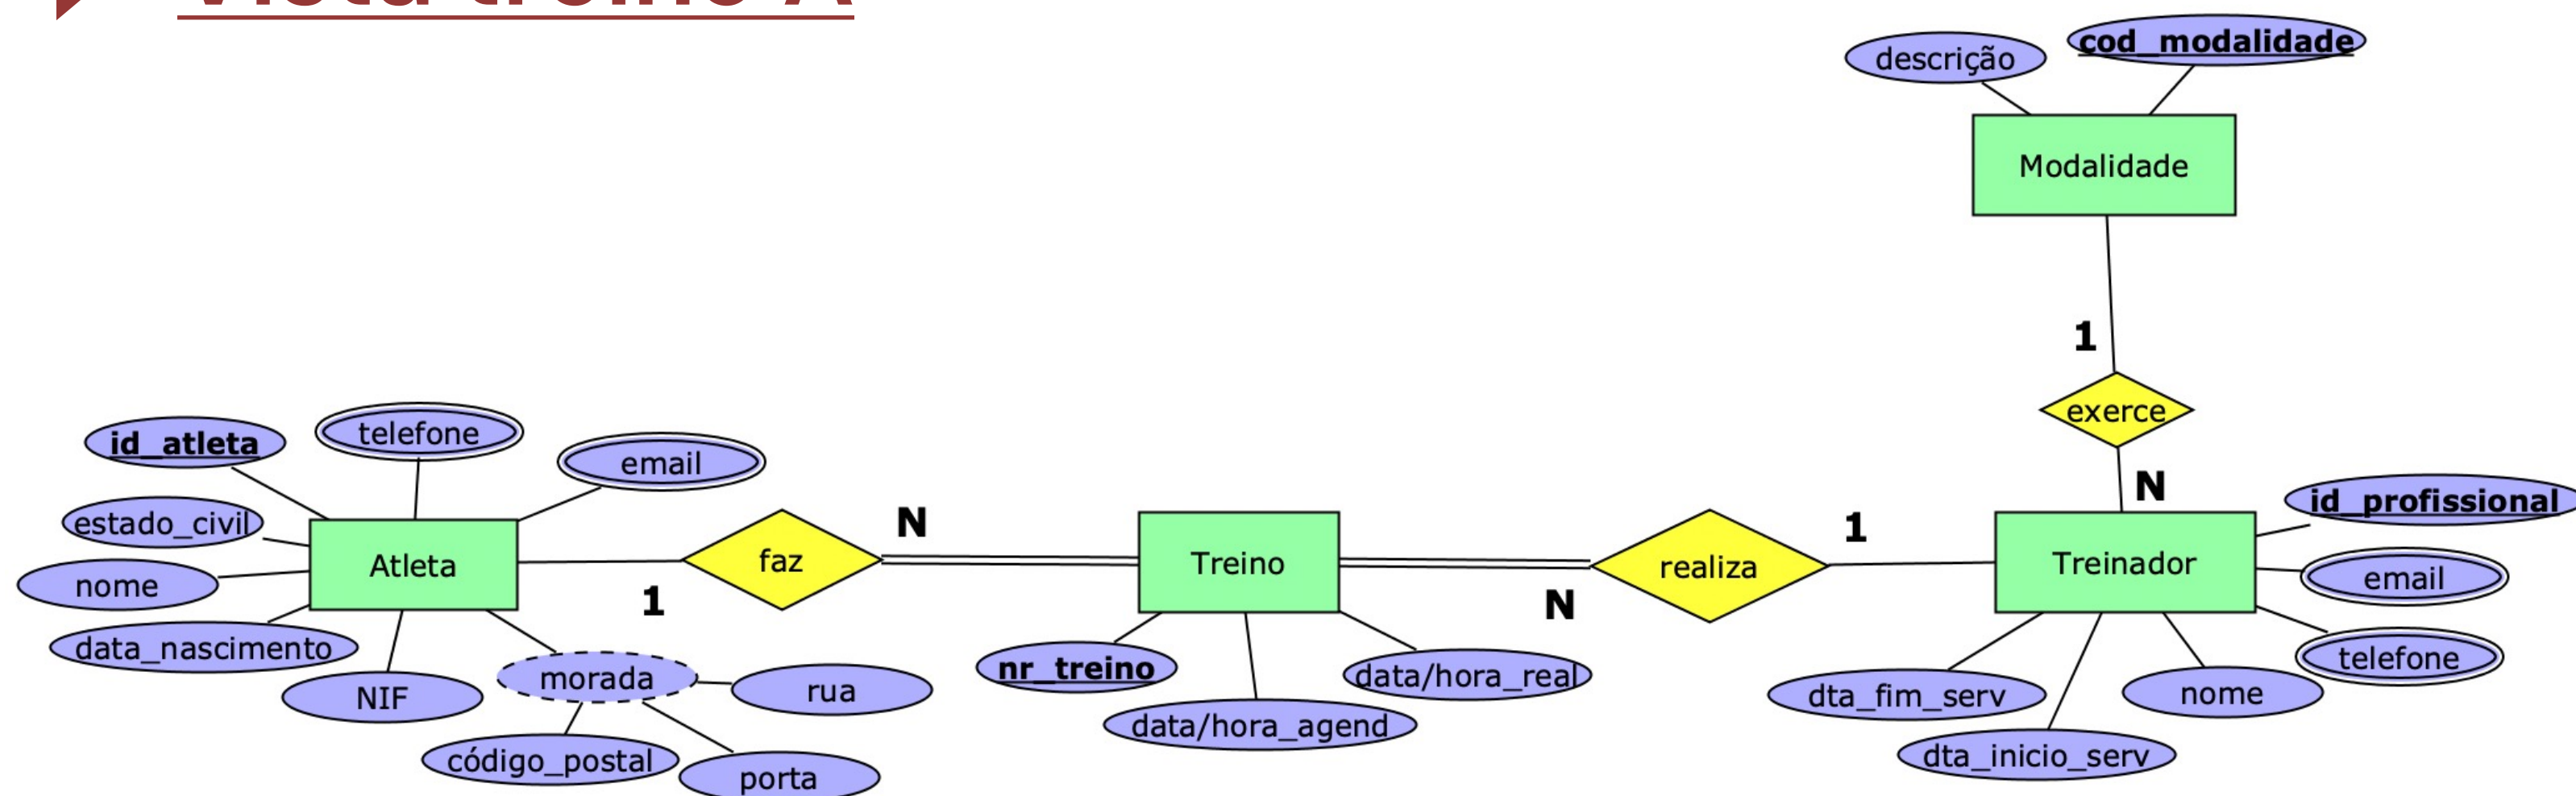 descrição
cod_modalidade
Modalidade
1
exerce
N
id_atleta
telefone
email
estado_civil
nome
data_nascimento
NIF
Atleta
morada
rua
código_postal
porta
1
faz
N
Treino
nr_treino
data/hora_agend
data/hora_real
N
realiza
1
Treinador
id_profissional
email
telefone
nome
dta_fim_serv
dta_inicio_serv